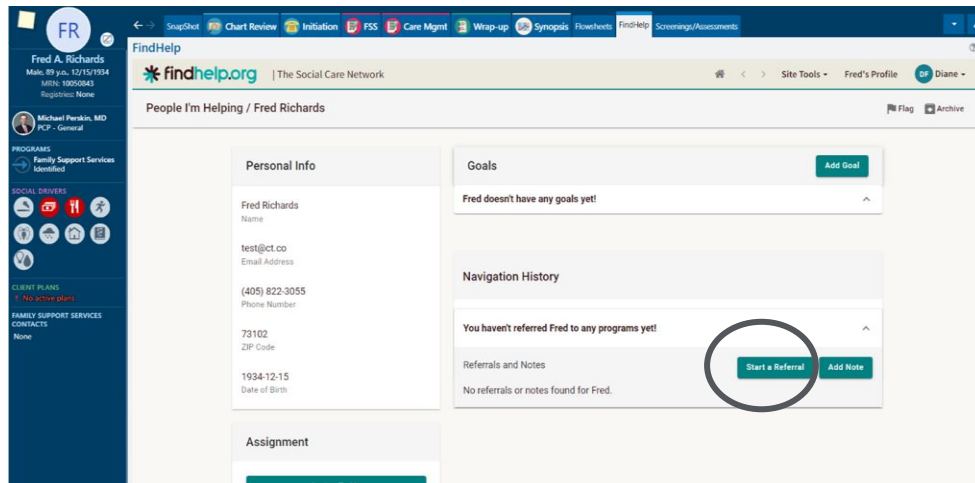 FR
Fred A. Richards
Male, 89 y.o., 12/15/1934
MRN: 10050843
Registries: None
Michael Perskin, MD
PCP - General
PROGRAMS
Family Support Services
Identified
SOCIAL DRIVERS
CLIENT PLANS
No active plans
FAMILY SUPPORT SERVICES
CONTACTS
None
SnapShot Chart Review Initiation FSS Care Mgmt Wrap-up Synopsis Flowsheets FindHelp Screenings/Assessments
FindHelp
findhelp.org | The Social Care Network
Site Tools Fred's Profile DF Diane
People I'm Helping / Fred Richards
Flag Archive
Personal Info
Fred Richards
Name
test@ct.co
Email Address
(405) 822-3055
Phone Number
73102
ZIP Code
1934-12-15
Date of Birth
Assignment
Goals
Add Goal
Fred doesn't have any goals yet!
Navigation History
You haven't referred Fred to any programs yet!
Referrals and Notes
Start a Referral Add Note
No referrals or notes found for Fred.